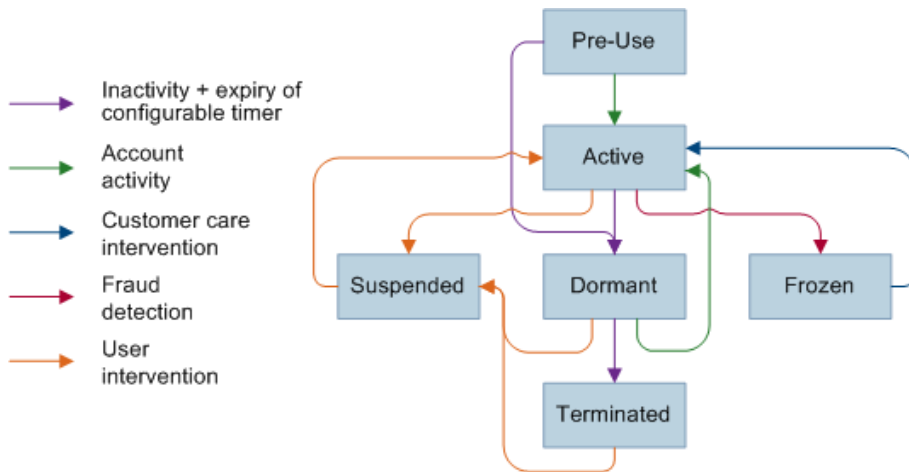 Pre-Use
Inactivity + expiry of
configurable timer
Active
Account
activity
Customer care
intervention
Suspended
Dormant
Frozen
Fraud
detection
User
intervention
Terminated